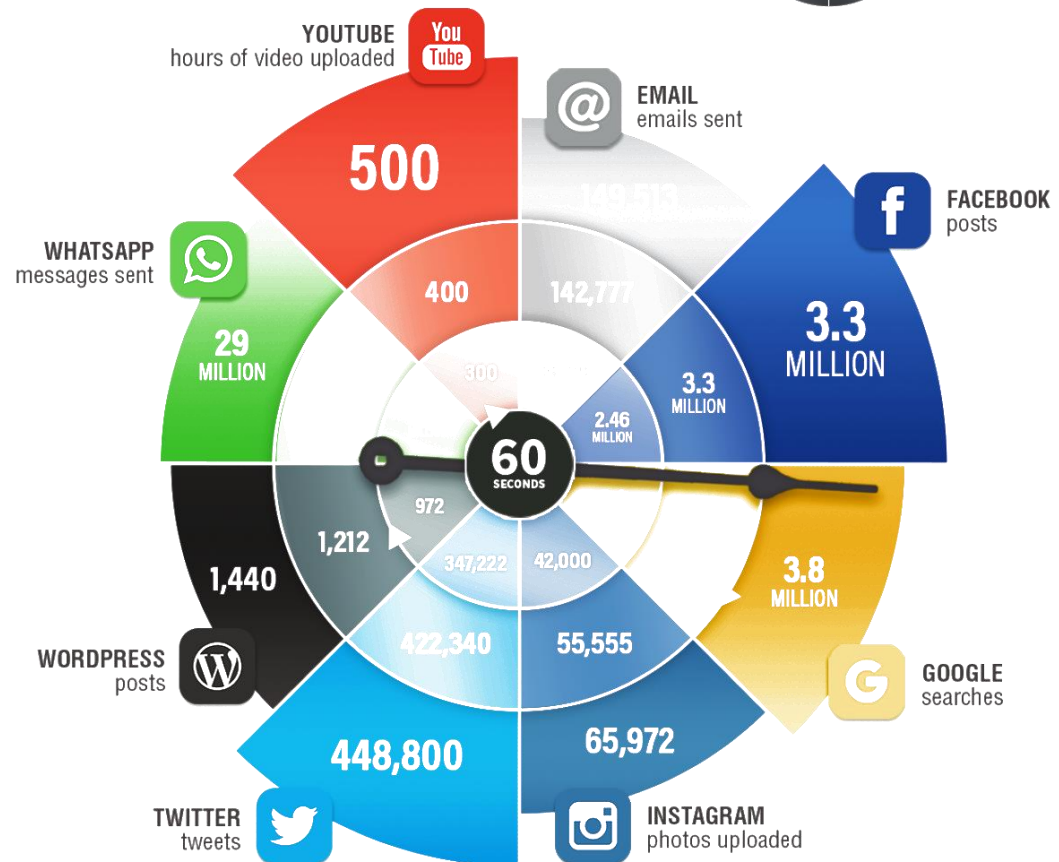 YOUTUBE
hours of video uploaded
You
Tube
@
EMAIL
emails sent
500
149,513
f
FACEBOOK
posts
WHATSAPP
messages sent
400
142,777
3.3
MILLION
29
MILLION
300
3.3
MILLION
2.46
MILLION
60
SECONDS
972
1,212
1,440
347,222
42,000
3.8
MILLION
422,340
55,555
WORDPRESS
posts
W
G
GOOGLE
searches
448,800
65,972
TWITTER
tweets
INSTAGRAM
photos uploaded